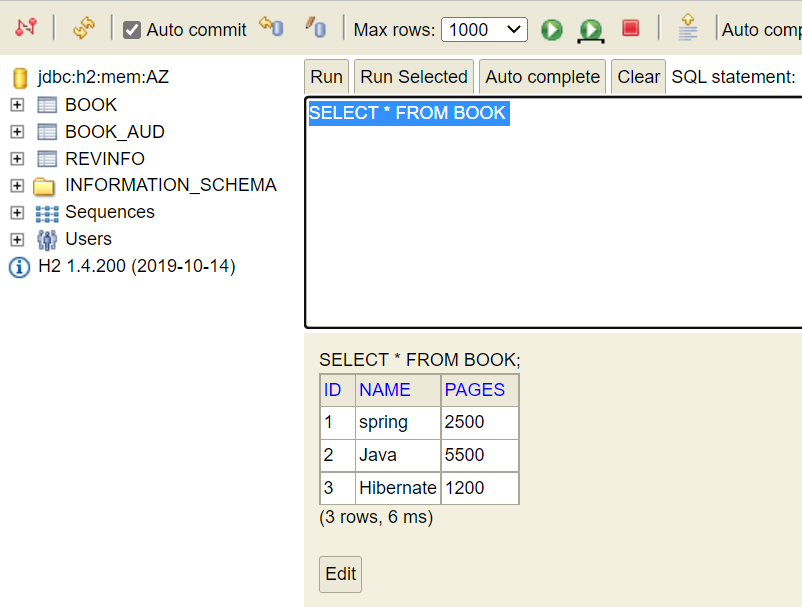 Auto commit Max rows: 1000 Auto
jdbc:h2:mem:AZ
BOOK
BOOK_AUD
REVINFO
INFORMATION_SCHEMA
Sequences
Users
H2 1.4.200 (2019-10-14)
Run Run Selected Auto complete Clear SQL statement:
SELECT * FROM BOOK
SELECT * FROM BOOK;
ID NAME PAGES
1 spring 2500
2 Java 5500
3 Hibernate 1200
(3 rows, 6 ms)
Edit